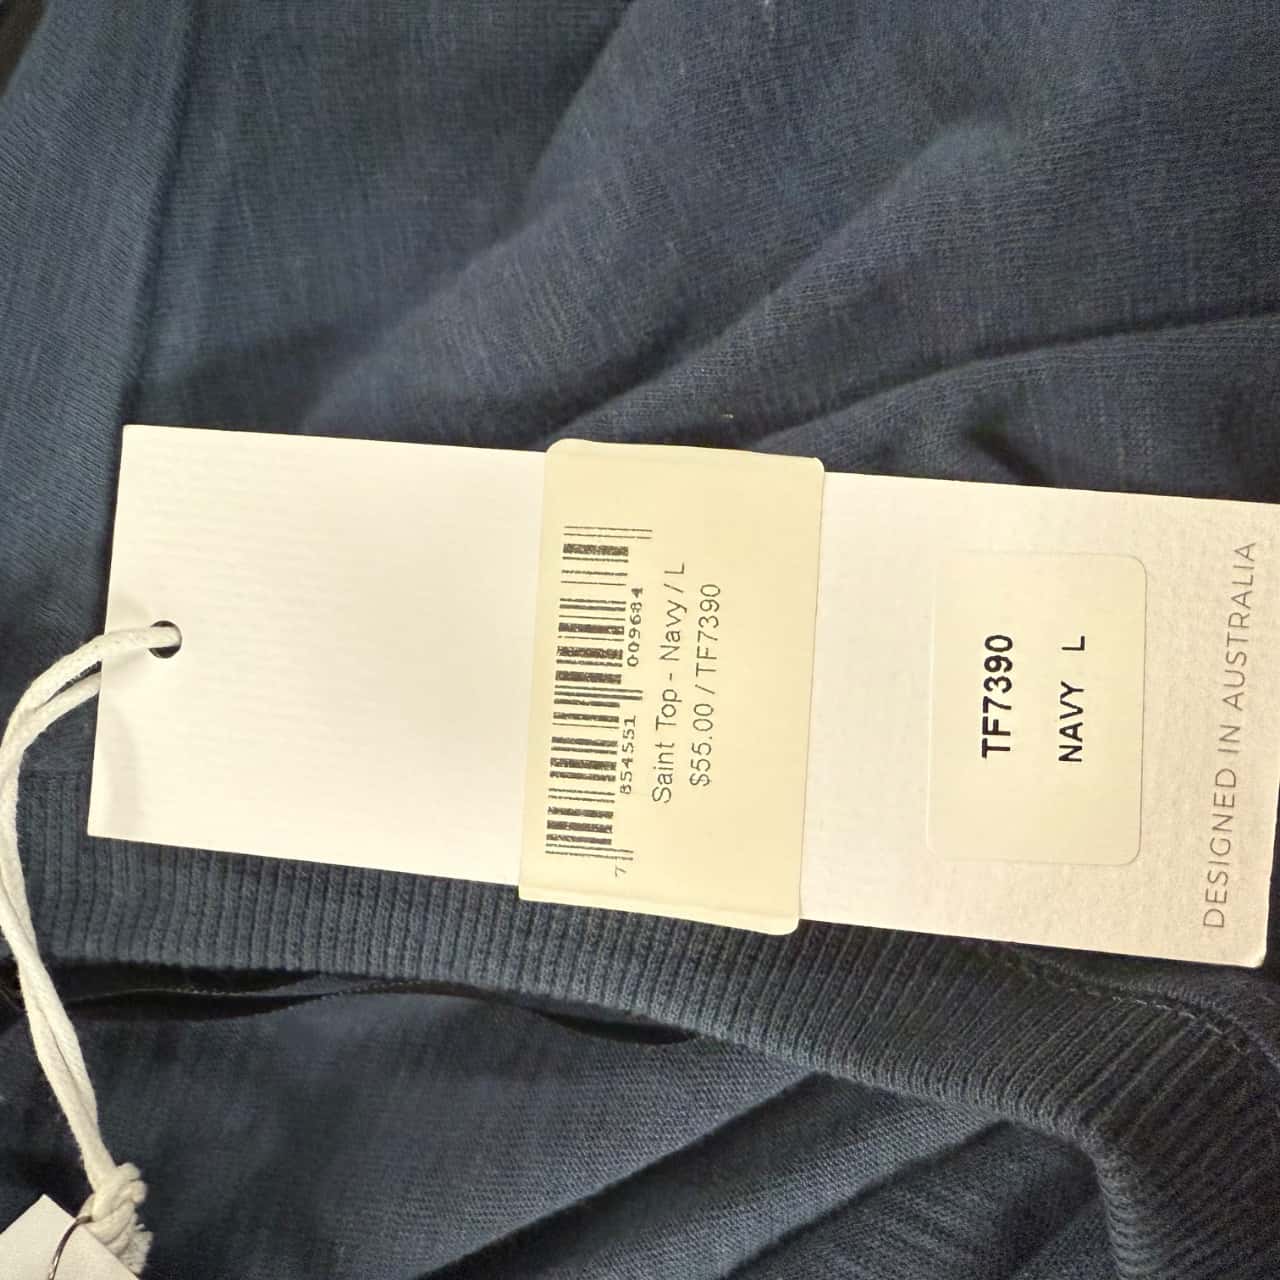 7 854551 009684
Saint Top - Navy / L
$55.00 / TF7390
TF7390
NAVY L
DESIGNED IN AUSTRALIA